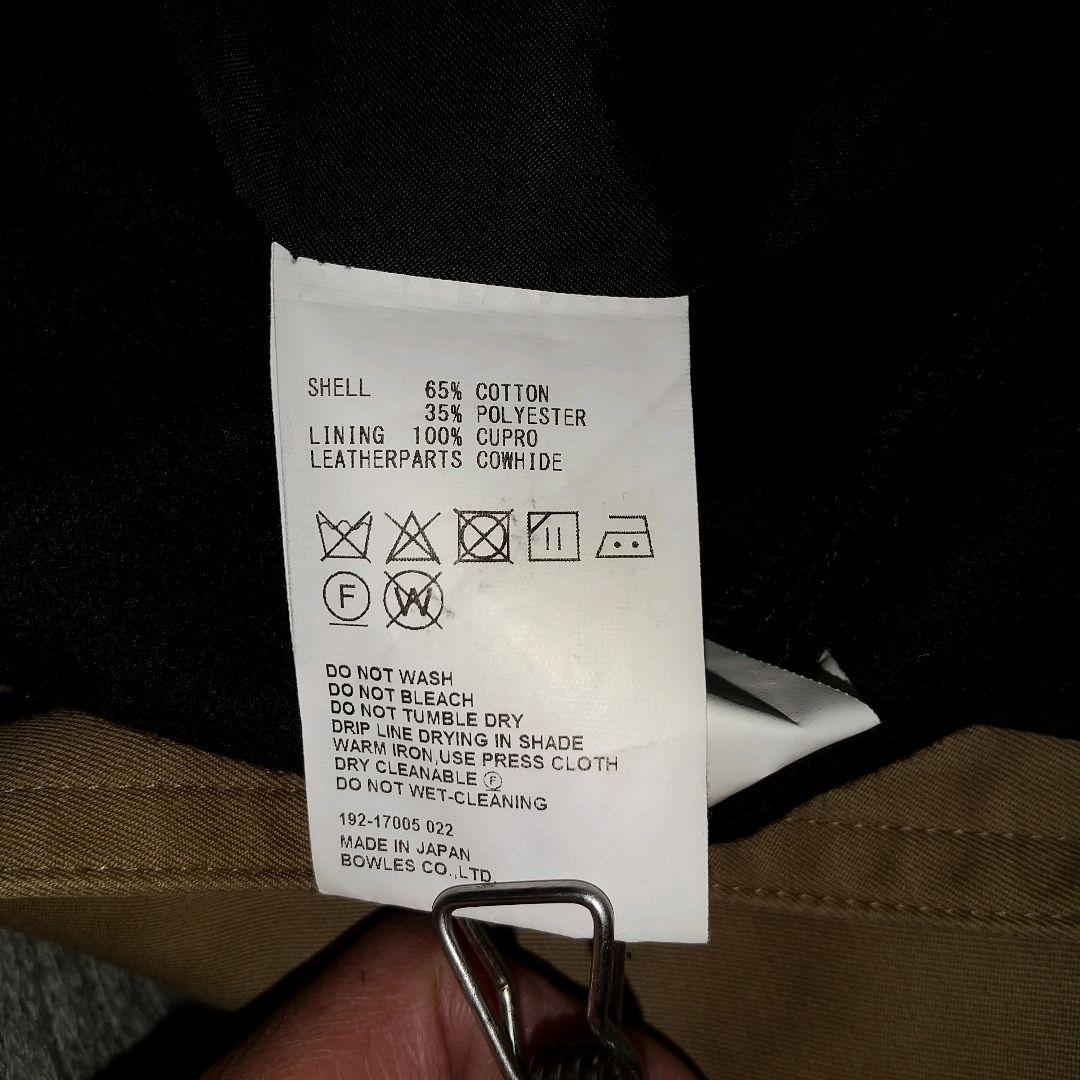 SHELL 65% COTTON
35% POLYESTER
LINING 100% CUPRO
LEATHERPARTS COWHIDE
F W
DO NOT WASH
DO NOT BLEACH
DO NOT TUMBLE DRY
DRIP LINE DRYING IN SHADE
WARM IRON,USE PRESS CLOTH
DRY CLEANABLE Ⓕ
DO NOT WET-CLEANING
192-17005 022
MADE IN JAPAN
BOWLES CO.,LTD.